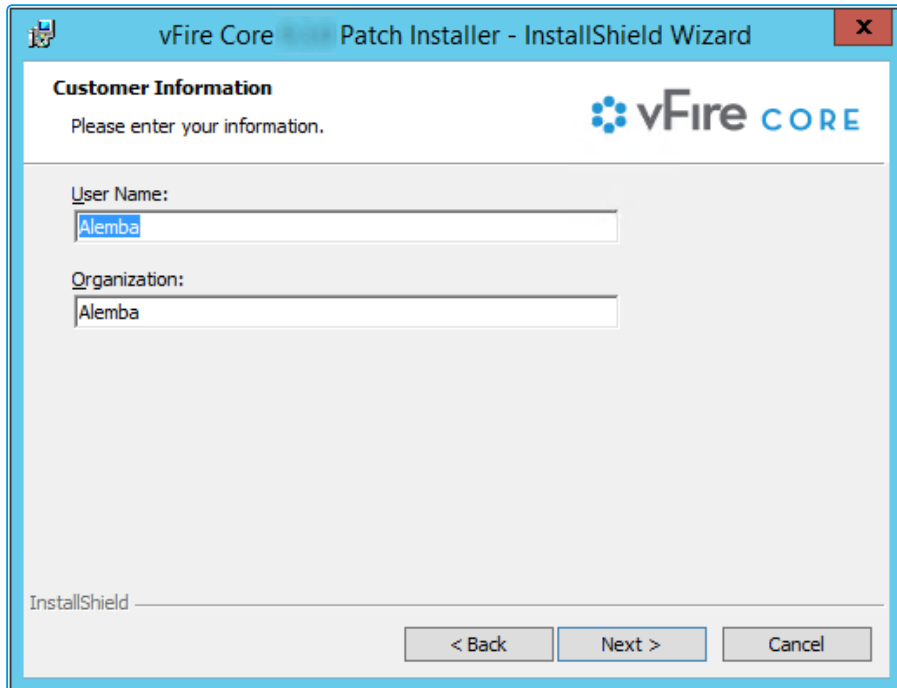 vFire Core Patch Installer - InstallShield Wizard
x
Customer Information
Please enter your information.
vFire CORE
User Name:
Alemba
Organization:
Alemba
InstallShield
< Back Next > Cancel